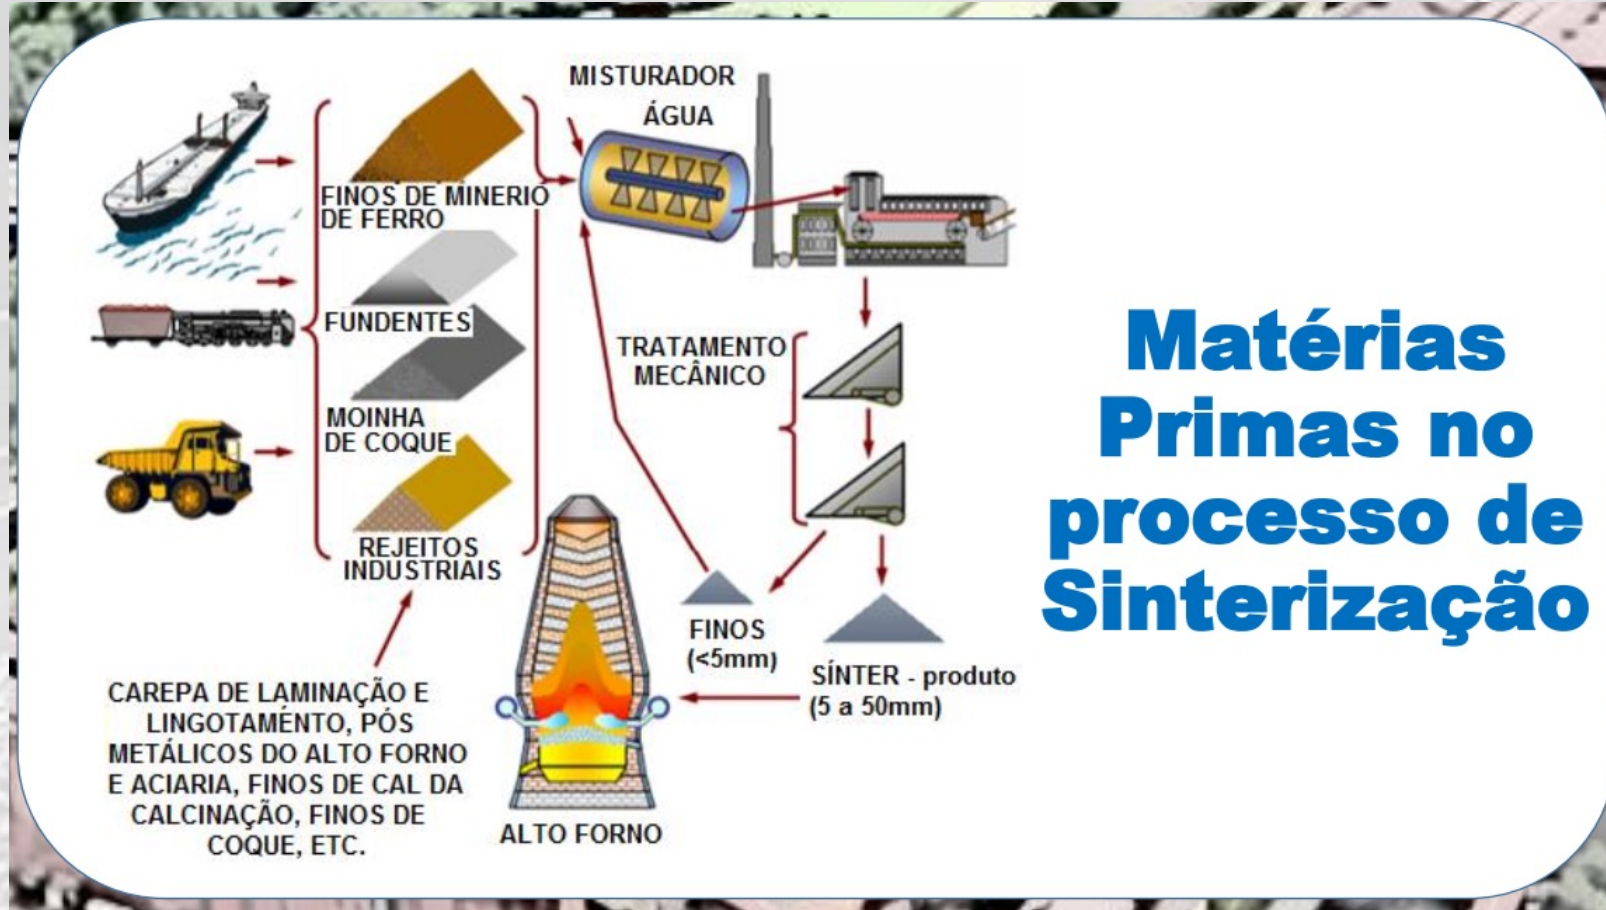 MISTURADOR
ÁGUA
FINOS DE MINERIO
DE FERRO
FUNDENTES
MOINHA
DE COQUE
REJEITOS
INDUSTRIAIS
TRATAMENTO
MECÂNICO
FINOS
(<5mm)
SÍNTER - produto
(5 a 50mm)
CAREPA DE LAMINAÇÃO E
LINGOTAMÉNTO, PÓS
METÁLICOS DO ALTO FORNO
E ACIARIA, FINOS DE CAL DA
CALCINAÇÃO, FINOS DE
COQUE, ETC.
ALTO FORNO
Matérias
Primas no
processo de
Sinterização